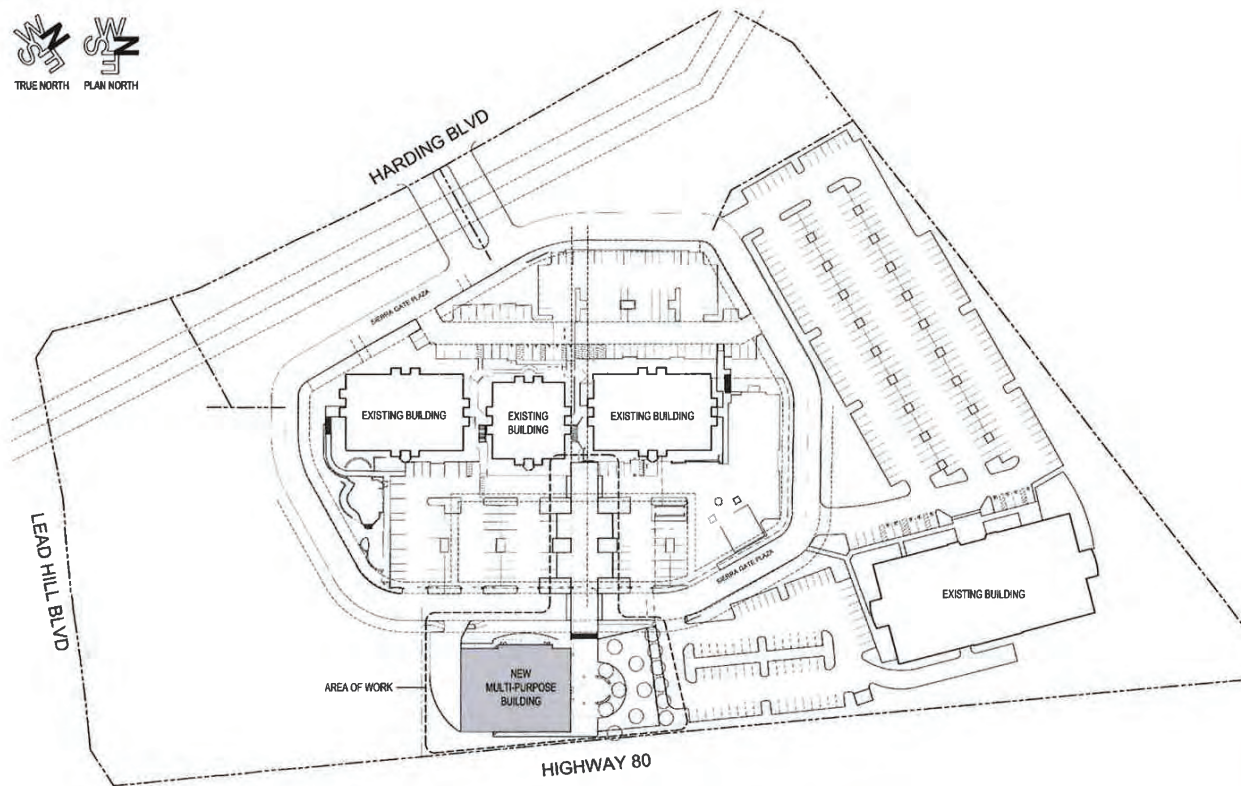 N E S W
N E S W
TRUE NORTH
PLAN NORTH
HARDING BLVD
SIERRA GATE PLAZA
EXISTING BUILDING
EXISTING
BUILDING
EXISTING BUILDING
LEAD HILL BLVD
SIERRA GATE PLAZA
EXISTING BUILDING
AREA OF WORK
NEW
MULTI-PURPOSE
BUILDING
HIGHWAY 80